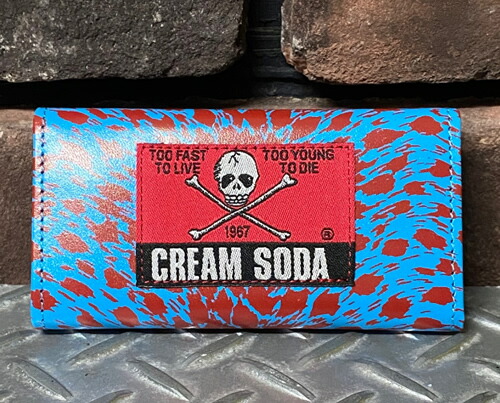 TOO FAST
TO LIVE
TOO YOUNG
TO DIE
1967
®
CREAM SODA